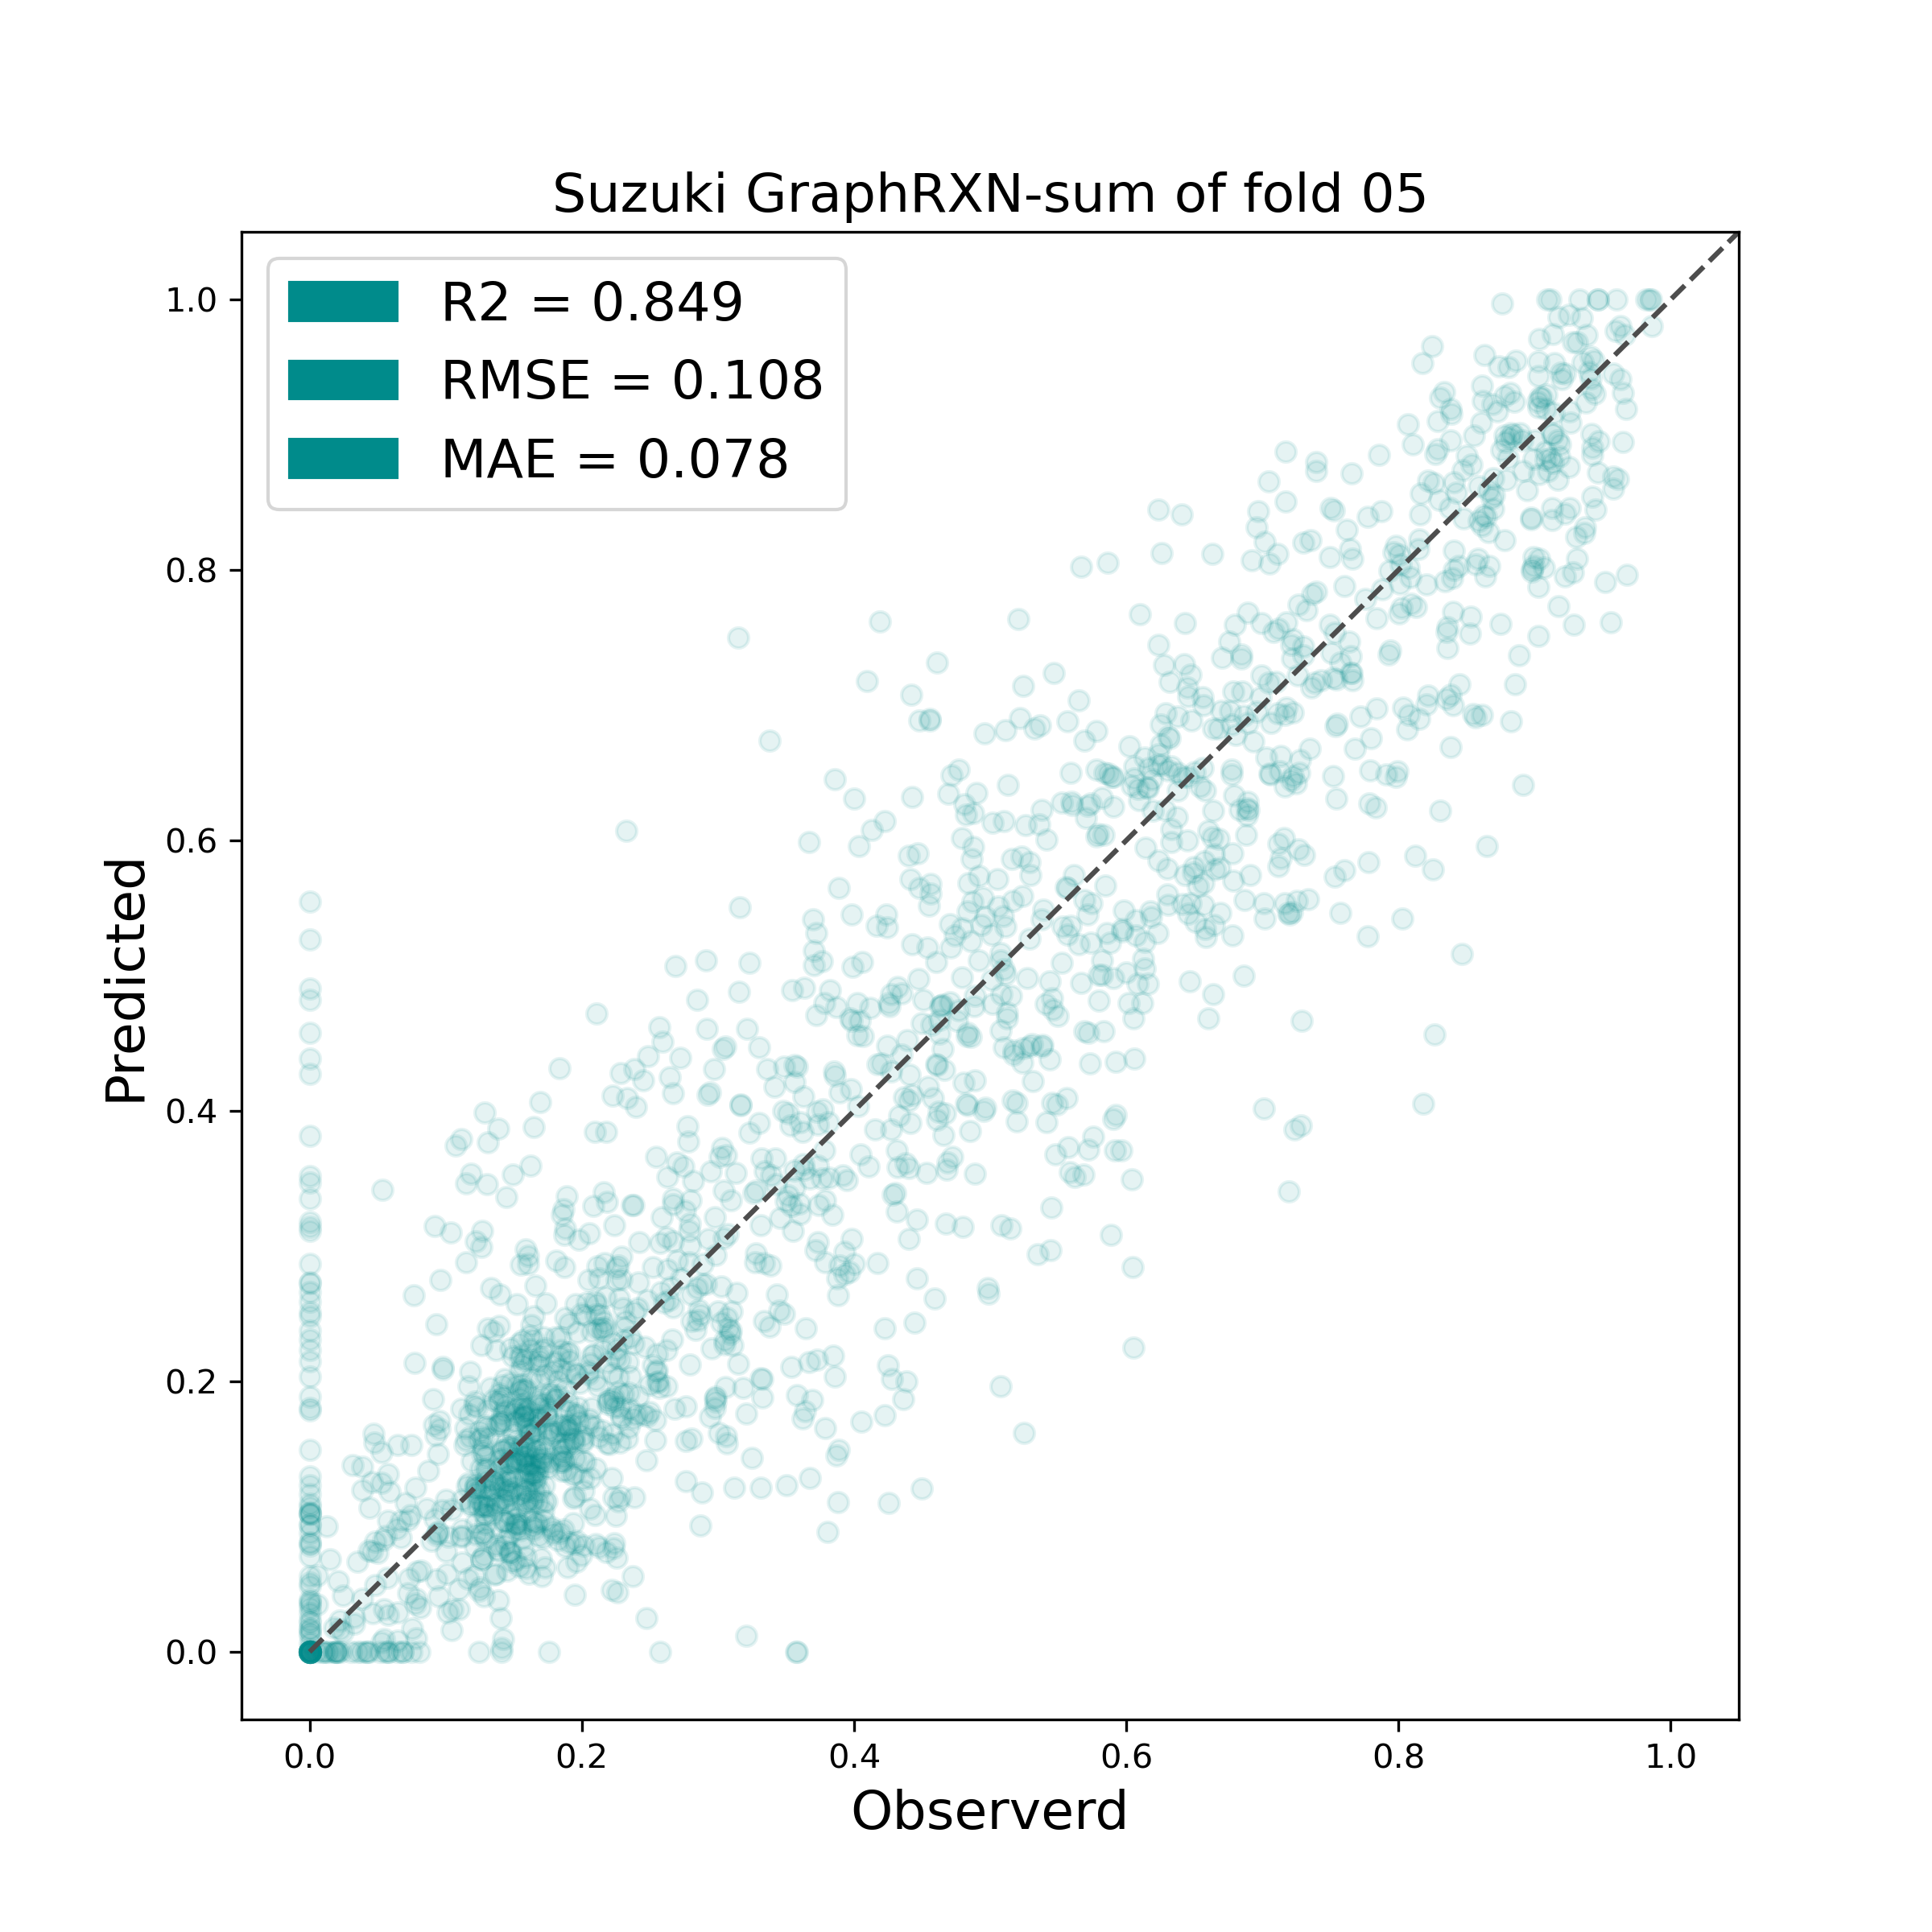 Suzuki GraphRXN-sum of fold 05
R2 = 0.849
RMSE = 0.108
MAE = 0.078
Predicted
1.0
0.8
0.6
0.4
0.2
0.0
0.0 0.2 0.4 0.6 0.8 1.0
Observerd